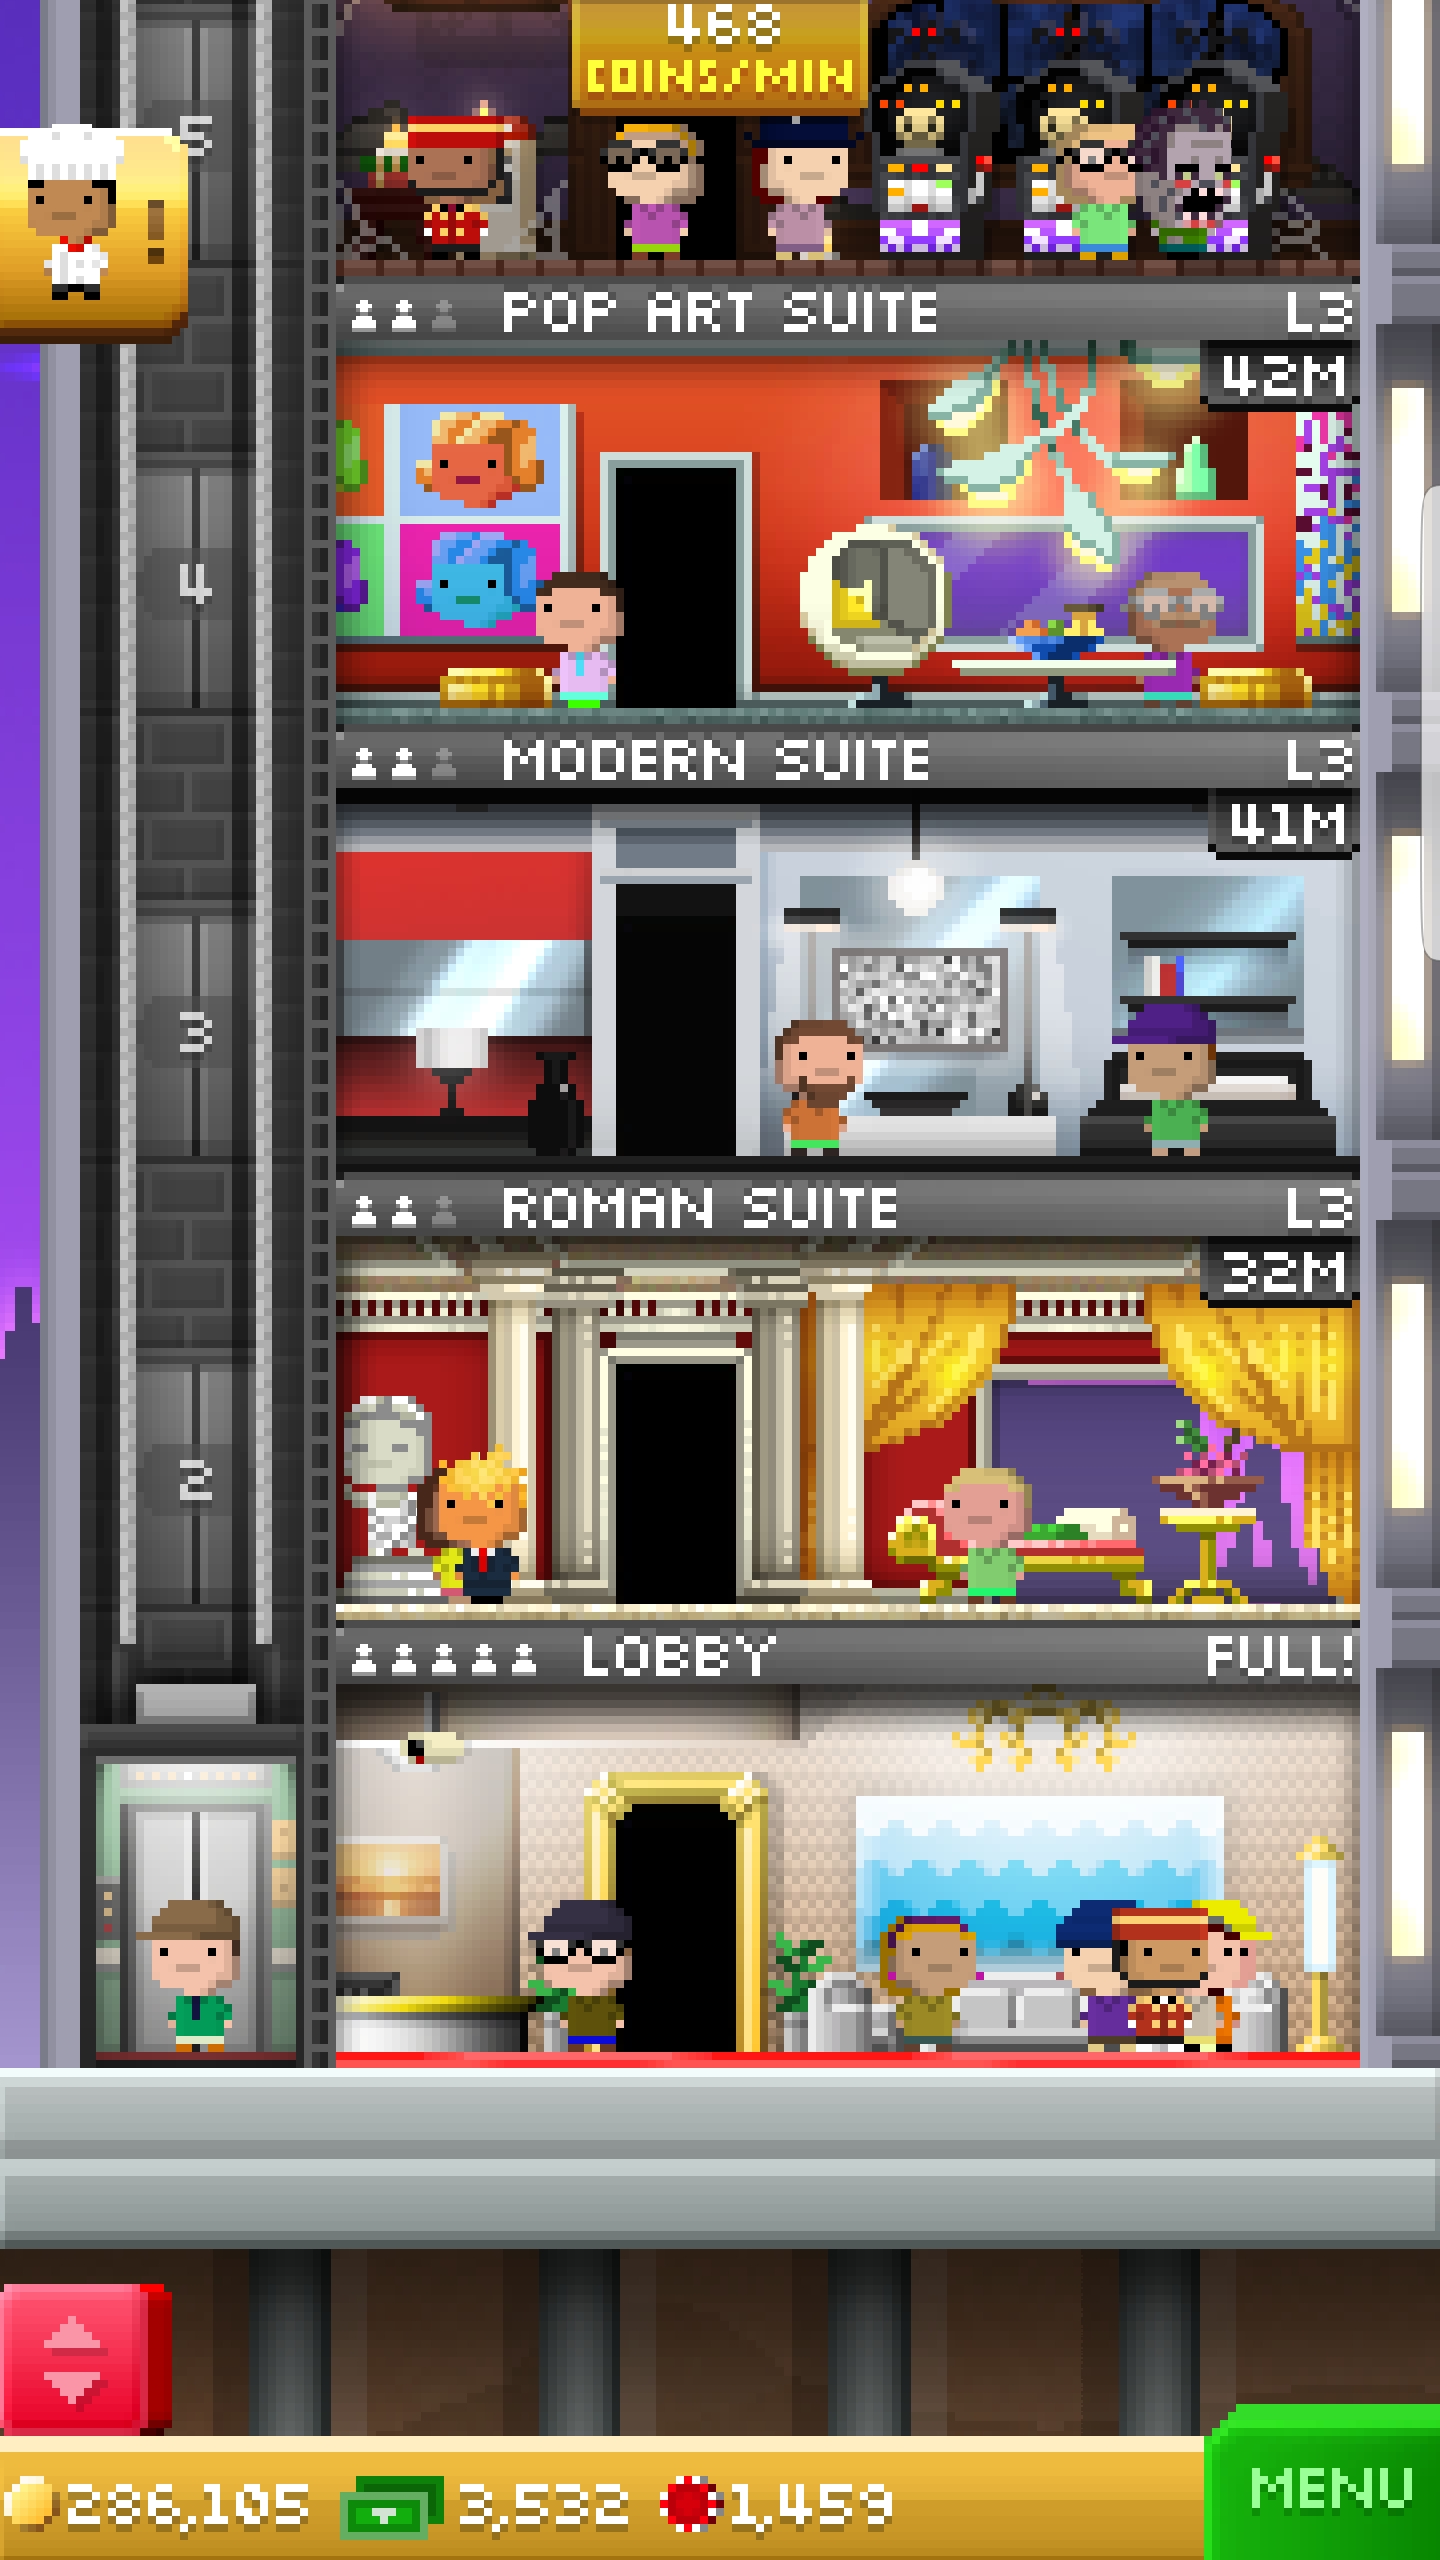 468
COINS/MIN
5
!
POP ART SUITE L3
42M
4
MODERN SUITE L3
41M
3
ROMAN SUITE L3
32M
2
LOBBY FULL!
286,105 3,532 1,459
MENU